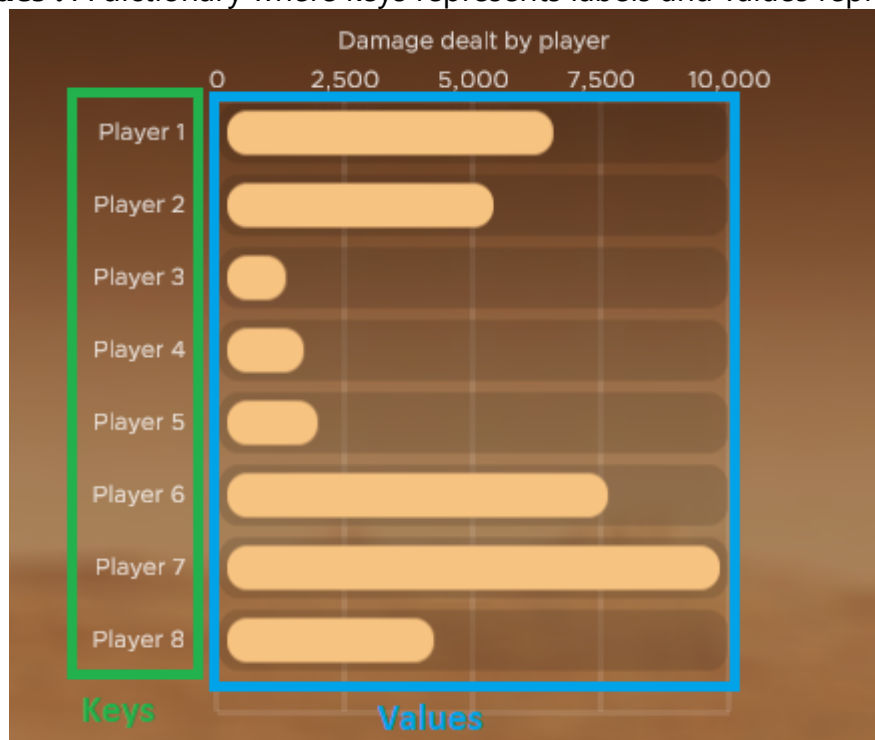 Damage dealt by player
0 2,500 5,000 7,500 10,000
Player 1
Player 2
Player 3
Player 4
Player 5
Player 6
Player 7
Player 8
Keys Values